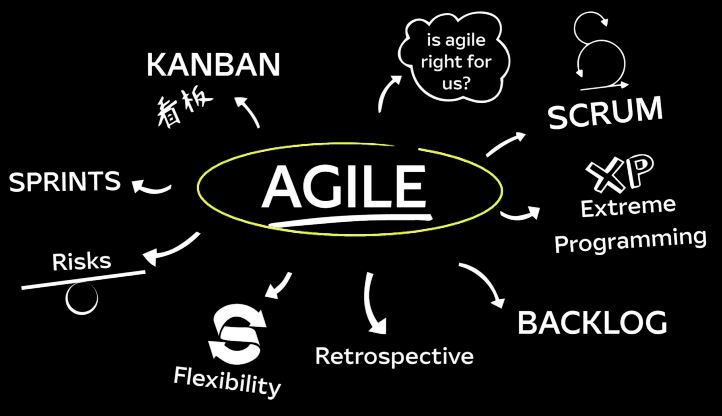 is agile
right for
us?
KANBAN
看板
SCRUM
SPRINTS
AGILE
XP
Extreme
Programming
Risks
BACKLOG
Retrospective
Flexibility